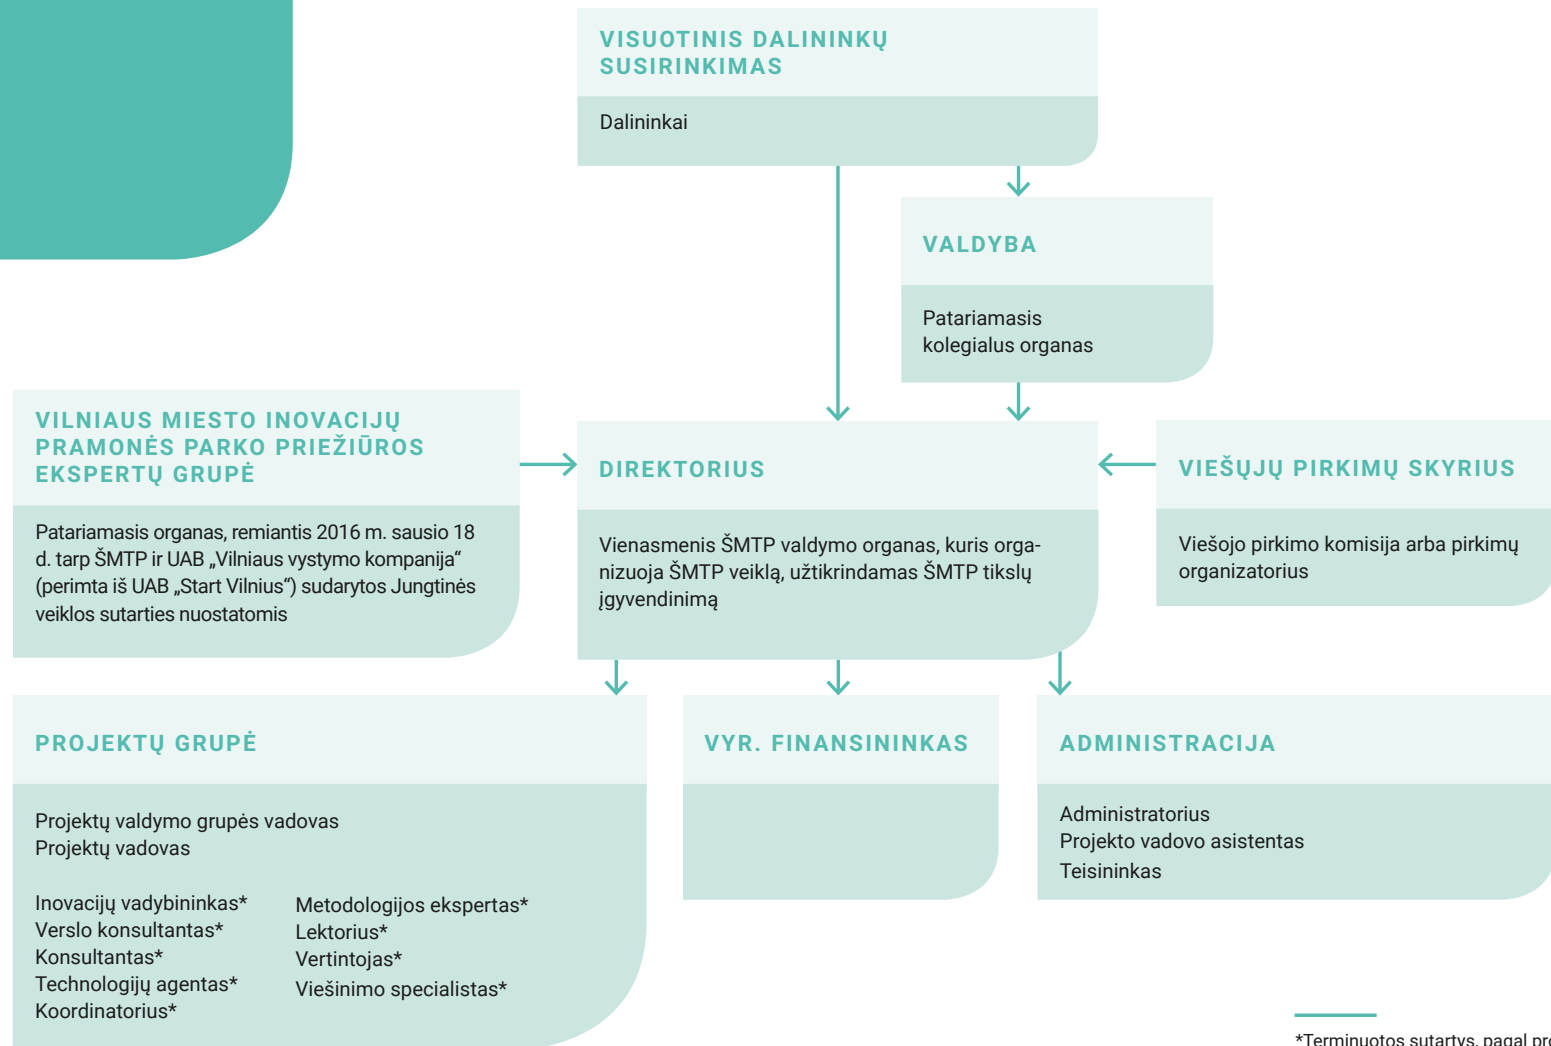 VISUOTINIS DALININKŲ
SUSIRINKIMAS
Dalininkai
VALDYBA
Patariamasis
kolegialus organas
VILNIAUS MIESTO INOVACIJŲ
PRAMONĖS PARKO PRIEŽIŪROS
EKSPERTŲ GRUPĖ
Patariamasis organas, remiantis 2016 m. sausio 18
d. tarp ŠMTP ir UAB „Vilniaus vystymo kompanija“
(perimta iš UAB „Start Vilnius“) sudarytos Jungtinės
veiklos sutarties nuostatomis
DIREKTORIUS
Vienasmenis ŠMTP valdymo organas, kuris orga-
nizuoja ŠMTP veiklą, užtikrindamas ŠMTP tikslų
įgyvendinimą
VIEŠŲJŲ PIRKIMŲ SKYRIUS
Viešojo pirkimo komisija arba pirkimų
organizatorius
PROJEKTŲ GRUPĖ
Projektų valdymo grupės vadovas
Projektų vadovas
Inovacijų vadybininkas*
Verslo konsultantas*
Konsultantas*
Technologijų agentas*
Koordinatorius*
Metodologijos ekspertas*
Lektorius*
Vertintojas*
Viešinimo specialistas*
VYR. FINANSININKAS
ADMINISTRACIJA
Administratorius
Projekto vadovo asistentas
Teisininkas
*Terminuotos sutartys, pagal